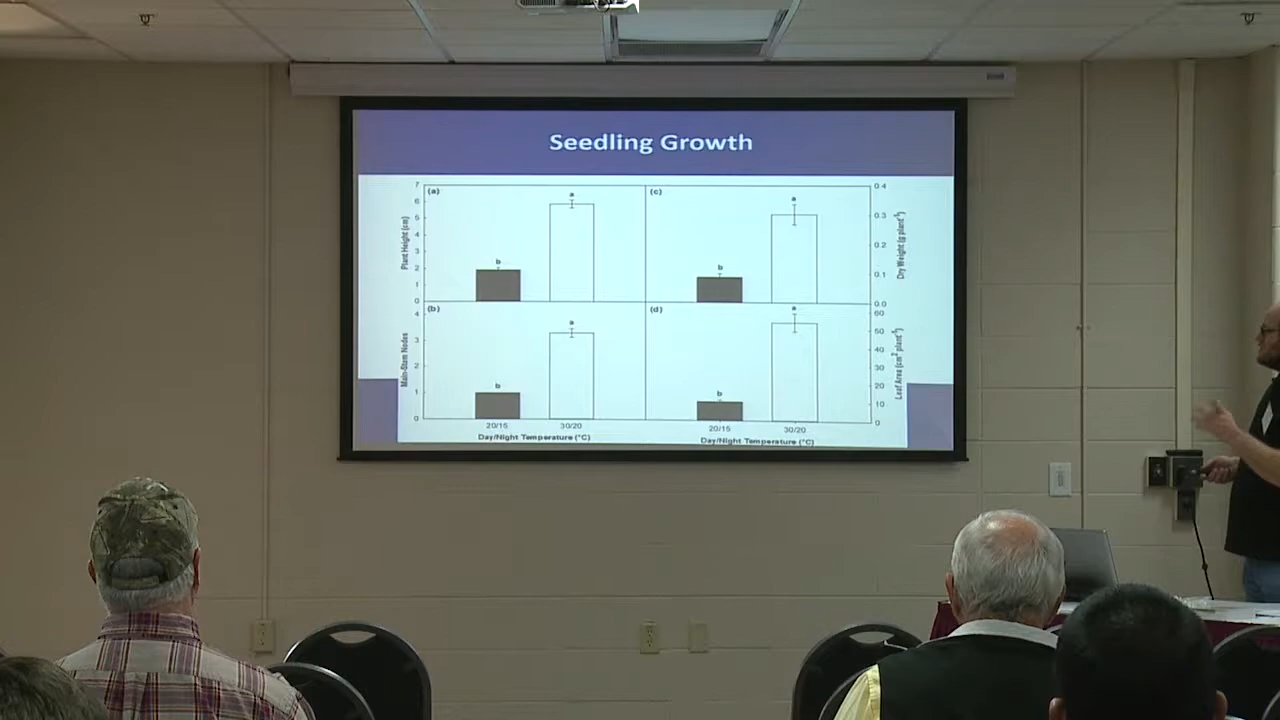 Seedling Growth
(a)
Plant Height (cm)
7
6
5
4
3
2
1
0
b
a
(c)
Dry Weight (g plant⁻¹)
0.4
0.3
0.2
0.1
0.0
b
a
(b)
Main-Stem Nodes
4
3
2
1
0
b
a
20/15 30/20
Day/Night Temperature (°C)
(d)
Leaf Area (cm² plant⁻¹)
60
50
40
30
20
10
0
b
a
20/15 30/20
Day/Night Temperature (°C)